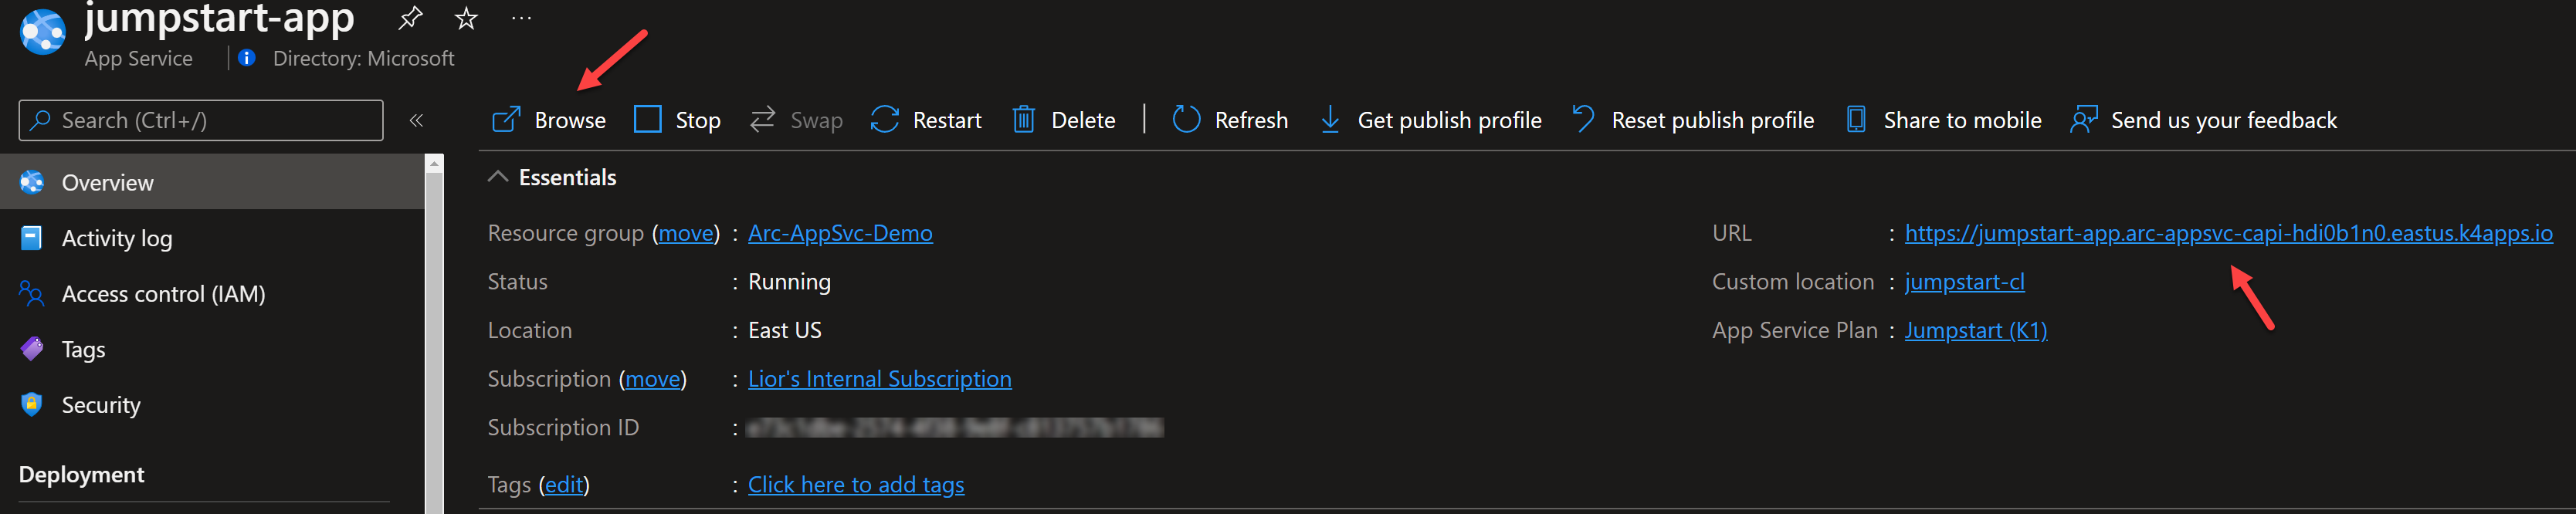 jumpstart-app
App Service
Directory: Microsoft
Search (Ctrl+/)
Browse
Stop
Swap
Restart
Delete
Refresh
Get publish profile
Reset publish profile
Share to mobile
Send us your feedback
Overview
Activity log
Access control (IAM)
Tags
Security
Deployment
Essentials
Resource group (move) : Arc-AppSvc-Demo
Status : Running
Location : East US
Subscription (move) : Lior's Internal Subscription
Subscription ID :
Tags (edit) : Click here to add tags
URL : https://jumpstart-app.arc-appsvc-capi-hdi0b1n0.eastus.k4apps.io
Custom location : jumpstart-cl
App Service Plan : Jumpstart (K1)